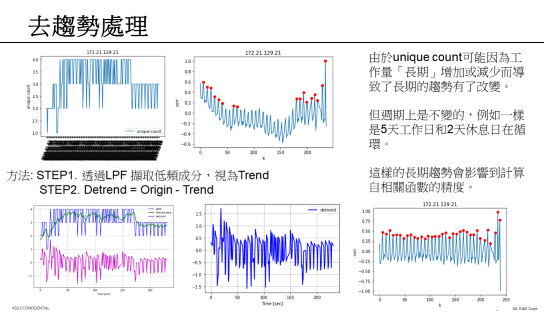 去趨勢處理
172.21.129.21
172.21.129.21
unique count
4.0
3.5
3.0
2.5
2.0
1.5
1.0
unique count
corr
1.0
0.8
0.6
0.4
0.2
0.0
-0.2
-0.4
-0.6
0
50
100
150
200
k
由於unique count可能因為工
作量「長期」增加或減少而導
致了長期的趨勢有了改變。
但週期上是不變的，例如一樣
是5天工作日和2天休息日在循
環。
這樣的長期趨勢會影響到計算
自相關函數的精度。
方法: STEP1. 透過LPF 擷取低頻成分，視為Trend
STEP2. Detrend = Origin - Trend
detrend
1.5
1.0
0.5
0.0
-0.5
-1.0
-1.5
0
50
100
150
200
Time [sec]
0
50
100
150
200
Time [sec]
172.21.129.21
1.00
0.75
0.50
0.25
0.00
-0.25
-0.50
-0.75
-1.00
0
50
100
150
200
250
k
ASUS CONFIDENTIAL